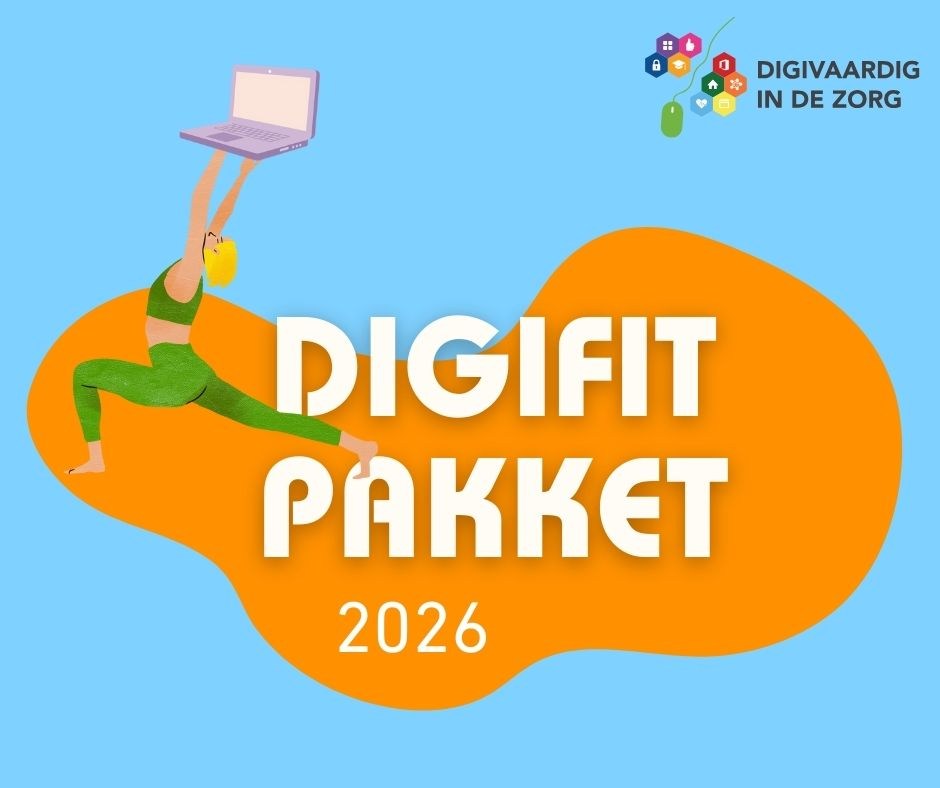 DIGIVAARDIG
IN DE ZORG
DIGIFIT
PAKKET
2026